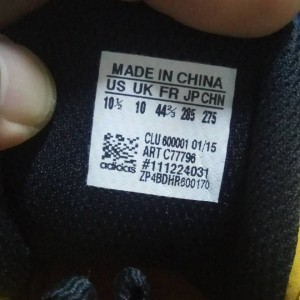 MADE IN CHINA
US UK FR JP CHN
10½ 10 44⅔ 285 275
CLU 600001 01/15
ART C77796
#111224031
adidas ZP4BDHR600170